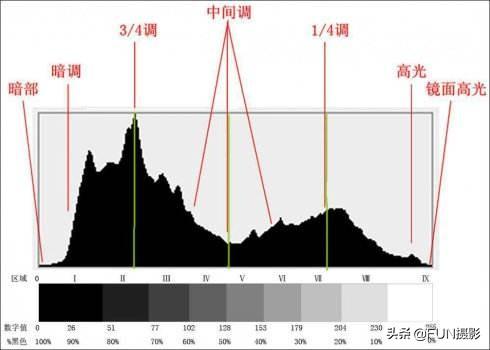 中间调
3/4调
1/4调
暗调
高光
暗部
镜面高光
区域 0 I II III IV V VI VII VIII IX
数字值 0 26 51 77 102 128 153 179 204 230
%黑色 100% 90% 80% 70% 60% 50% 40% 30% 20% 10% 0%
头条 @FUN摄影